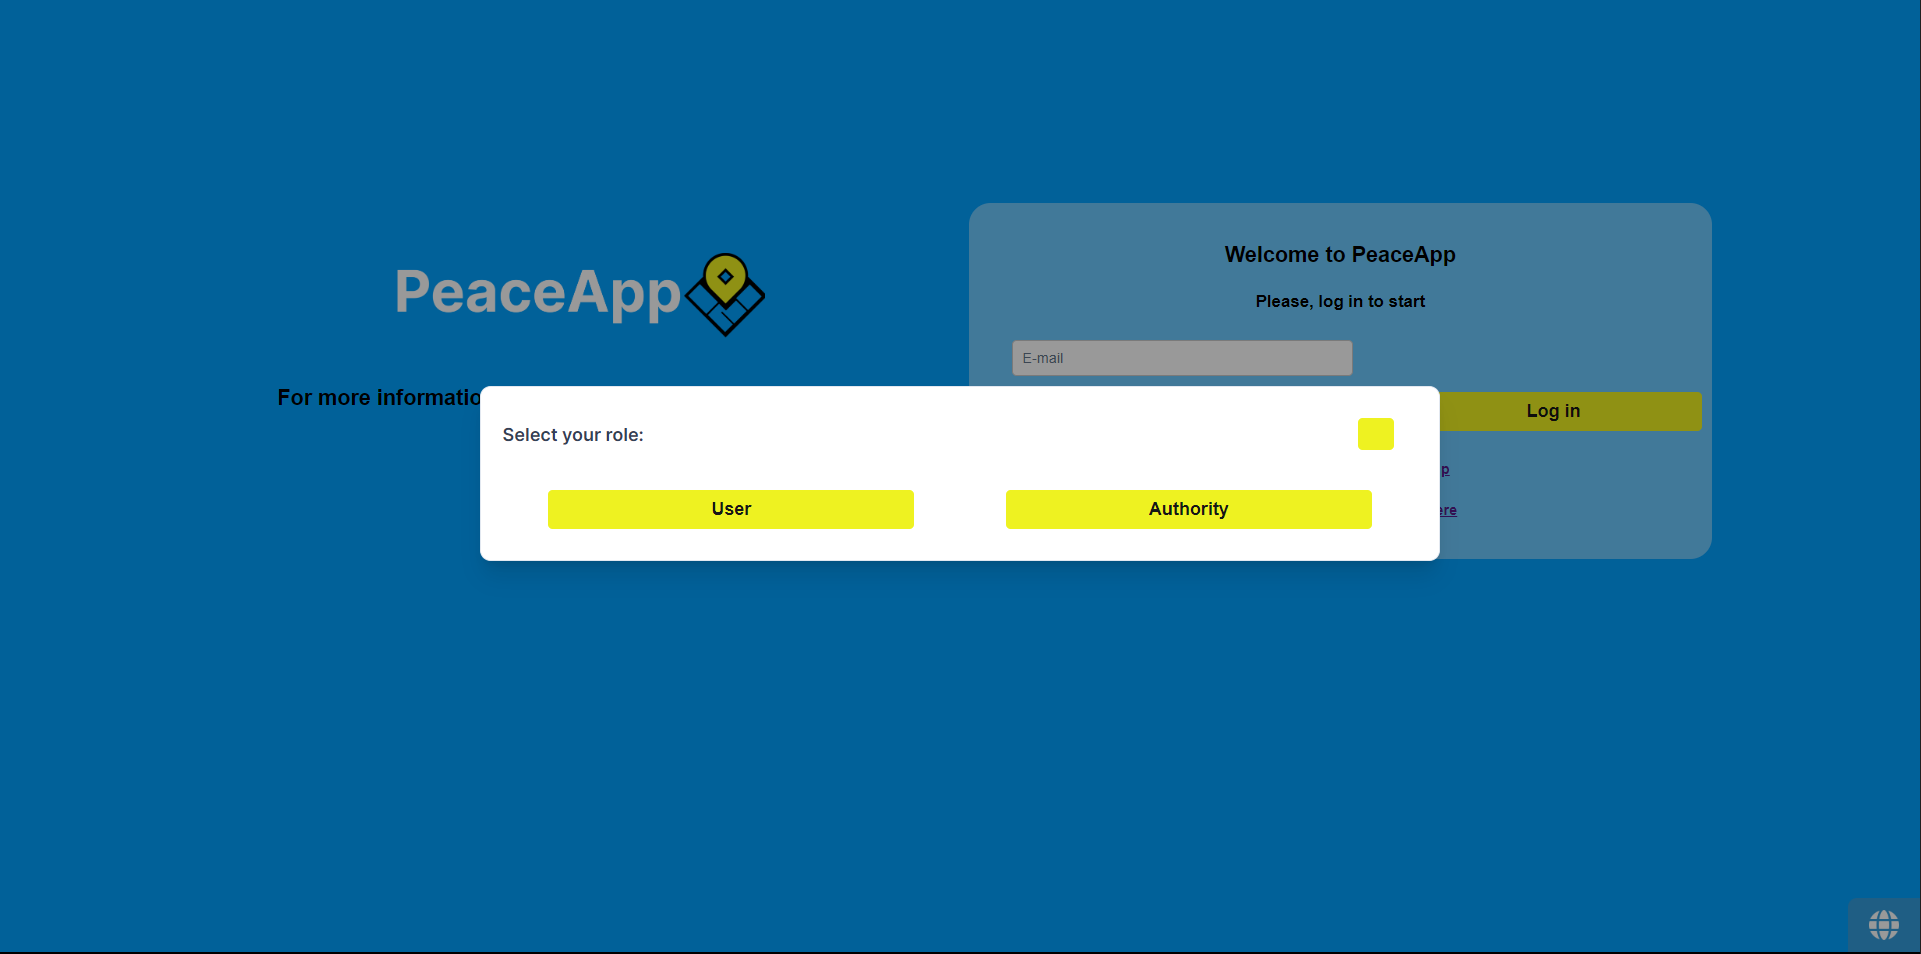 PeaceApp
For more informatio
Welcome to PeaceApp
Please, log in to start
E-mail
Log in
Select your role:
User
Authority
p
ere